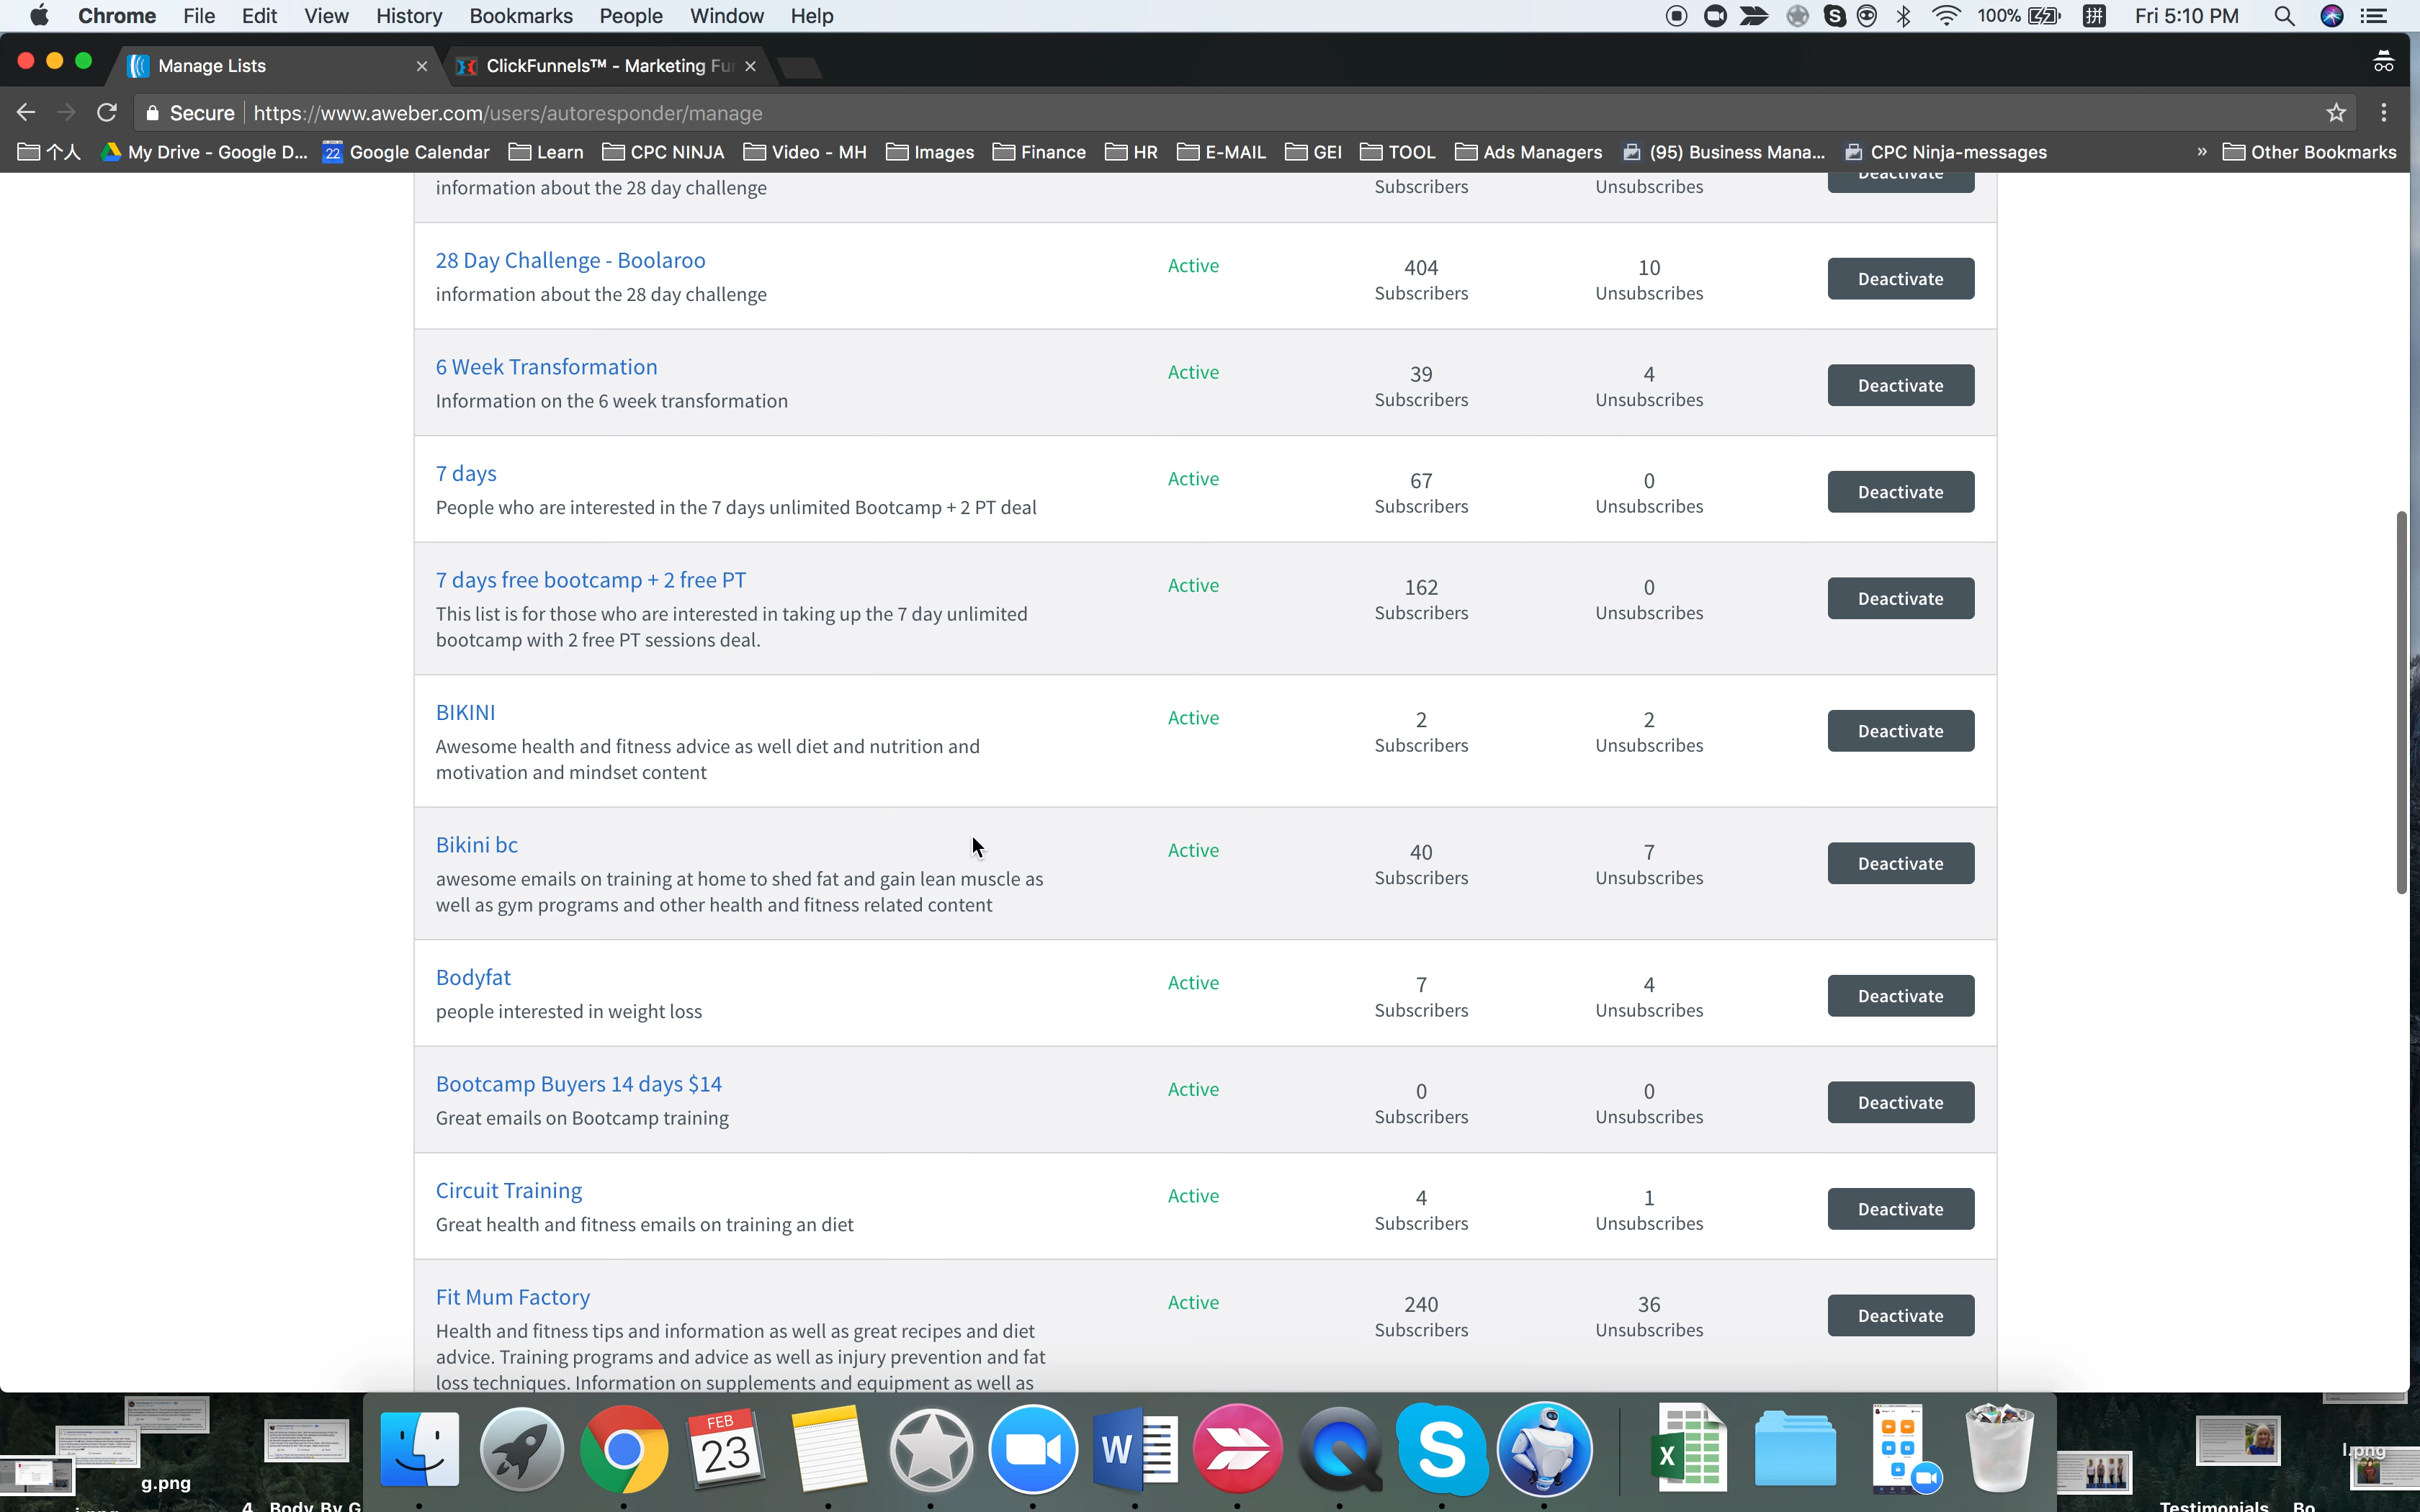 Chrome File Edit View History Bookmarks People Window Help 100% 拼 Fri 5:10 PM
Manage Lists ClickFunnels™ - Marketing Fu
Secure https://www.aweber.com/users/autoresponder/manage
个人 My Drive - Google D... 22 Google Calendar Learn CPC NINJA Video - MH Images Finance HR E-MAIL GEI TOOL Ads Managers (95) Business Mana... CPC Ninja-messages » Other Bookmarks
information about the 28 day challenge Subscribers Unsubscribes Deactivate
28 Day Challenge - Boolaroo Active 404 10 Deactivate
information about the 28 day challenge Subscribers Unsubscribes
6 Week Transformation Active 39 4 Deactivate
Information on the 6 week transformation Subscribers Unsubscribes
7 days Active 67 0 Deactivate
People who are interested in the 7 days unlimited Bootcamp + 2 PT deal Subscribers Unsubscribes
7 days free bootcamp + 2 free PT Active 162 0 Deactivate
This list is for those who are interested in taking up the 7 day unlimited Subscribers Unsubscribes
bootcamp with 2 free PT sessions deal.
BIKINI Active 2 2 Deactivate
Awesome health and fitness advice as well diet and nutrition and Subscribers Unsubscribes
motivation and mindset content
Bikini bc Active 40 7 Deactivate
awesome emails on training at home to shed fat and gain lean muscle as Subscribers Unsubscribes
well as gym programs and other health and fitness related content
Bodyfat Active 7 4 Deactivate
people interested in weight loss Subscribers Unsubscribes
Bootcamp Buyers 14 days $14 Active 0 0 Deactivate
Great emails on Bootcamp training Subscribers Unsubscribes
Circuit Training Active 4 1 Deactivate
Great health and fitness emails on training an diet Subscribers Unsubscribes
Fit Mum Factory Active 240 36 Deactivate
Health and fitness tips and information as well as great recipes and diet Subscribers Unsubscribes
advice. Training programs and advice as well as injury prevention and fat
loss techniques. Information on supplements and equipment as well as
FEB
23
g.png l.png
4 Body By G Testimonials Bo